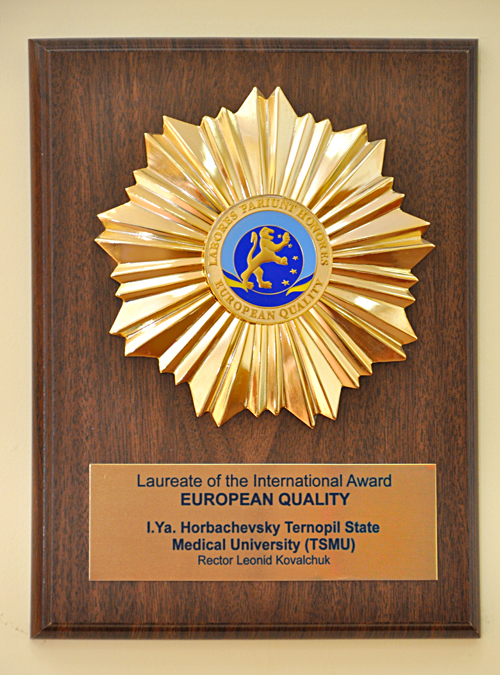 LABORES PARIUNT HONORES
EUROPEAN QUALITY
Laureate of the International Award
EUROPEAN QUALITY
I.Ya. Horbachevsky Ternopil State
Medical University (TSMU)
Rector Leonid Kovalchuk